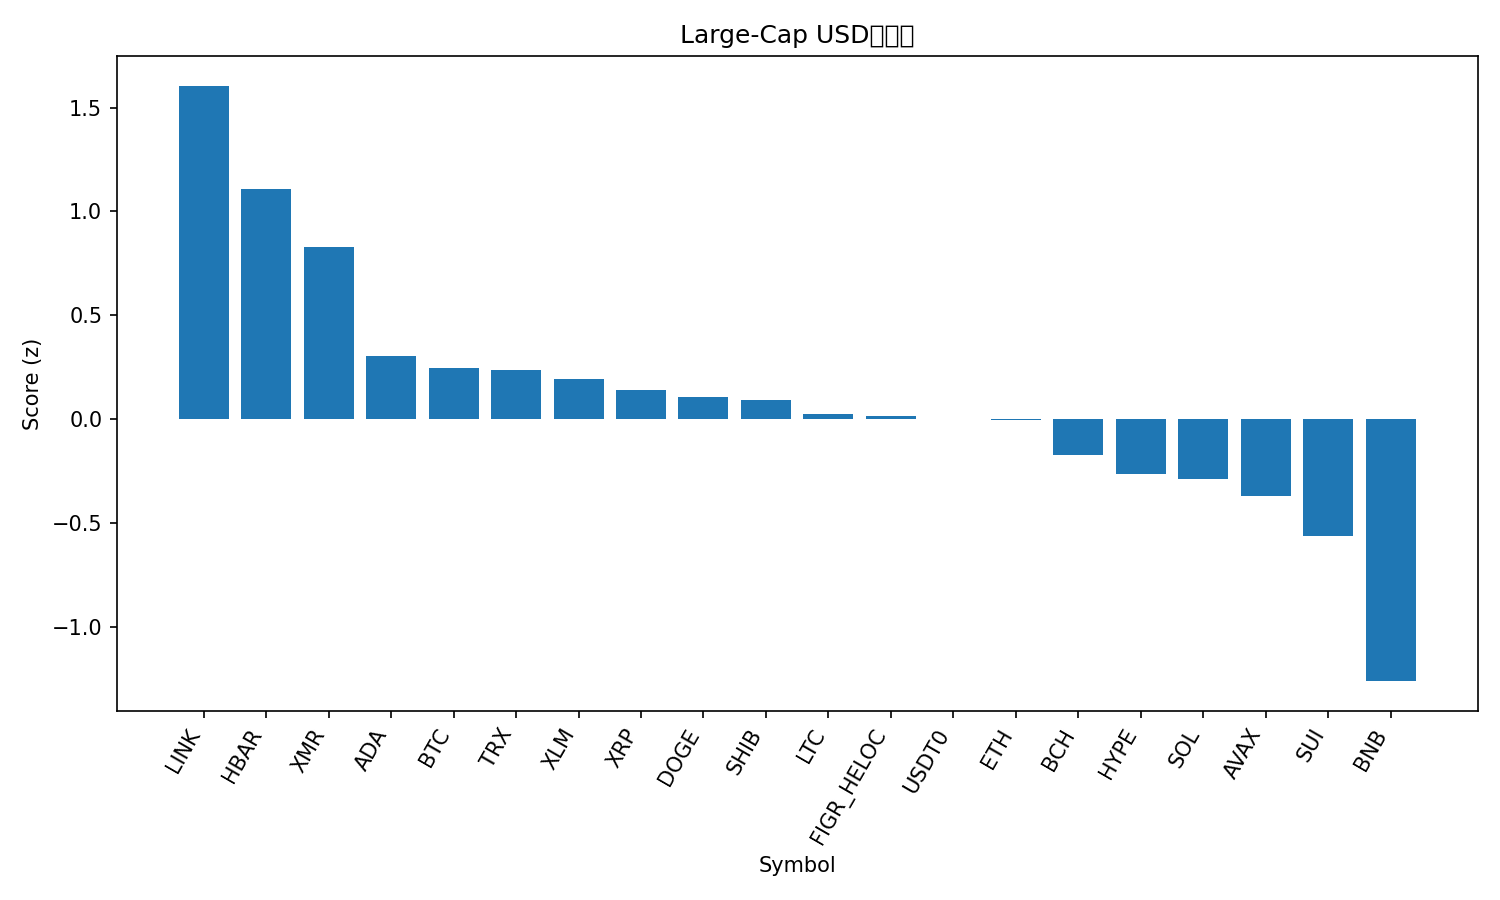 Large-Cap USD
Score (z)
1.5
1.0
0.5
0.0
−0.5
−1.0
LINK
HBAR
XMR
ADA
BTC
TRX
XLM
XRP
DOGE
SHIB
LTC
FIGR_HELOC
USDT0
ETH
BCH
HYPE
SOL
AVAX
SUI
BNB
Symbol